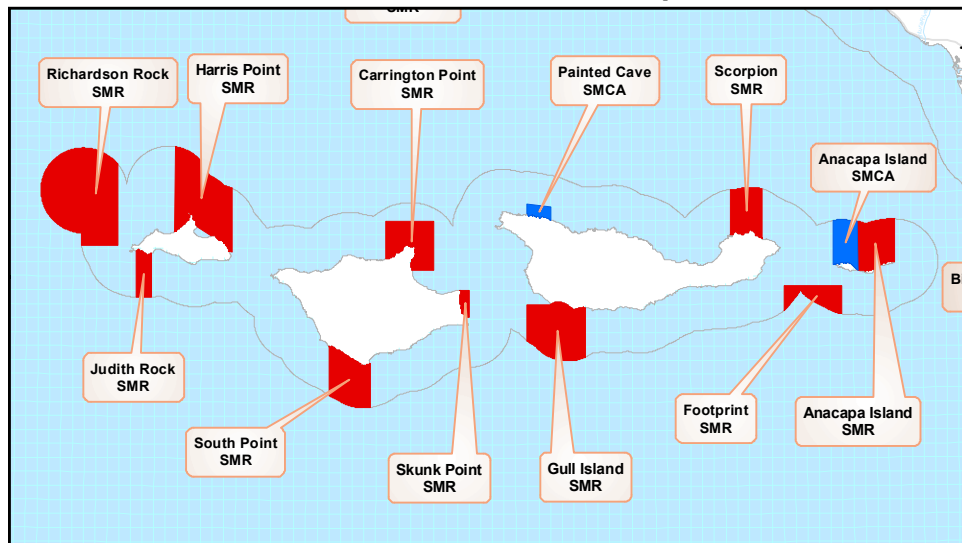 SMR
Richardson Rock
SMR
Harris Point
SMR
Carrington Point
SMR
Painted Cave
SMCA
Scorpion
SMR
Anacapa Island
SMCA
Judith Rock
SMR
South Point
SMR
Skunk Point
SMR
Gull Island
SMR
Footprint
SMR
Anacapa Island
SMR